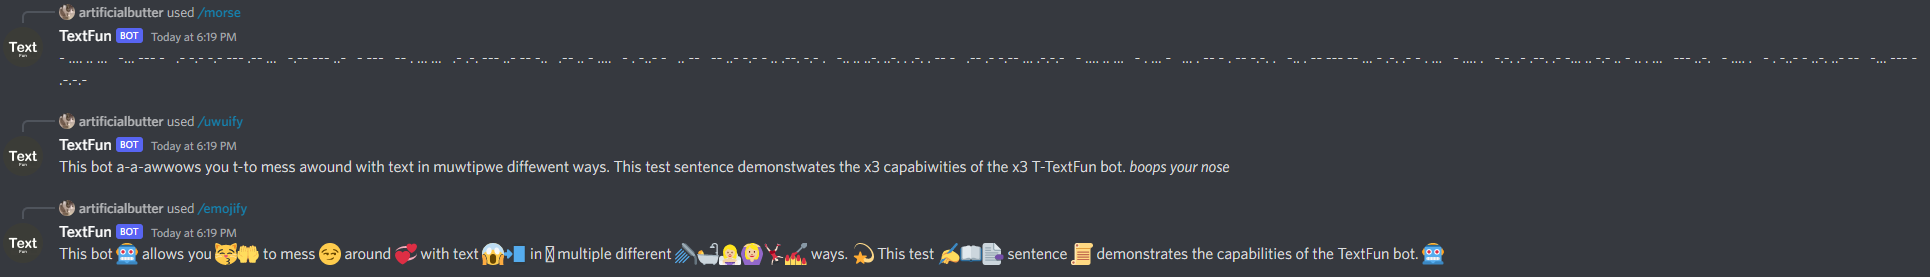 artificialbutter used /morse
Text
Fun
TextFun BOT Today at 6:19 PM
- .... .. ...   -... --- -   .- .-.. .-.. --- .-- ...   -.-- --- ..-   - ---   -- . ... ...   .- .-. --- ..- -. -..   .-- .. - ....   - . -..- -   .. -.   -- ..- .-.. - .. .--. .-.. .   -.. .. ..-. ..-. . .-. . -. -   .-- .- -.-- ... .-.-.-   - .... .. ...   - . ... -   ... . -. - . -. -.-. .   -.. . -- --- -. ... - .-. .- - . ...   - .... .   -.-. .- .--. .- -... .. .-.. .. - .. . ...   --- ..-.   - .... .   - . -..- - ..-. ..- -.   -... --- -
.-.-.-
artificialbutter used /uwuify
Text
Fun
TextFun BOT Today at 6:19 PM
This bot a-a-awwows you t-to mess awound with text in muwtipwe diffewent ways. This test sentence demonstwates the x3 capabiwities of the x3 T-TextFun bot. boops your nose
artificialbutter used /emojify
Text
Fun
TextFun BOT Today at 6:19 PM
This bot allows you to mess around with text in multiple different ways. This test sentence demonstrates the capabilities of the TextFun bot.